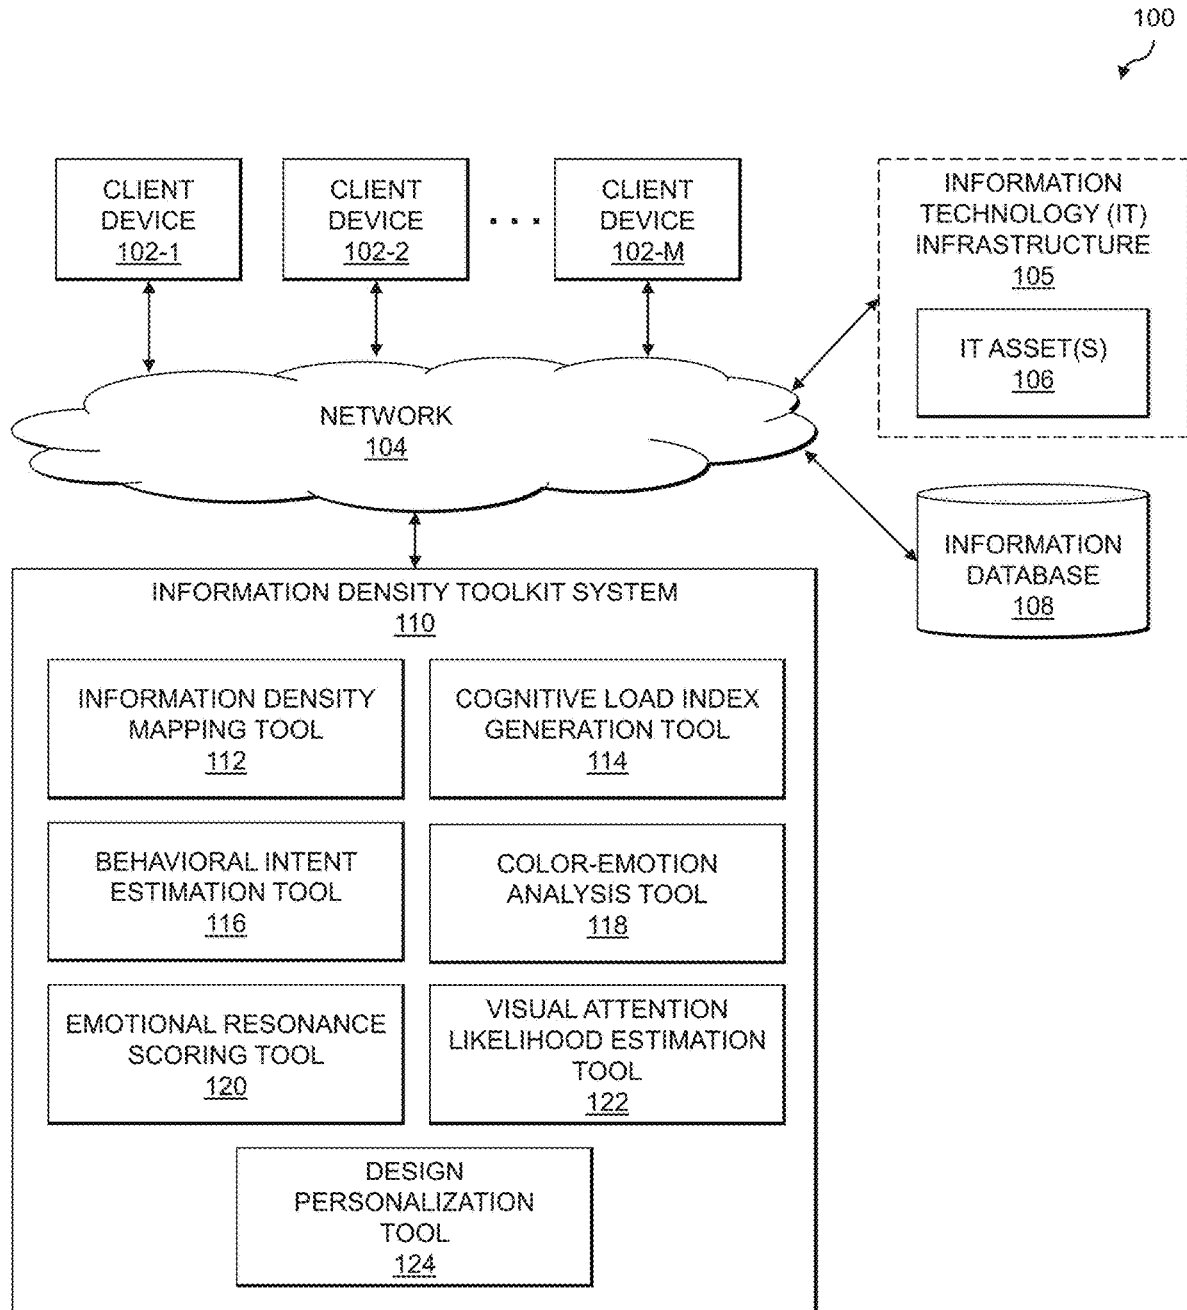 100
CLIENT
DEVICE
102-1
CLIENT
DEVICE
102-2
. . .
CLIENT
DEVICE
102-M
INFORMATION
TECHNOLOGY (IT)
INFRASTRUCTURE
105
IT ASSET(S)
106
NETWORK
104
INFORMATION
DATABASE
108
INFORMATION DENSITY TOOLKIT SYSTEM
110
INFORMATION DENSITY
MAPPING TOOL
112
COGNITIVE LOAD INDEX
GENERATION TOOL
114
BEHAVIORAL INTENT
ESTIMATION TOOL
116
COLOR-EMOTION
ANALYSIS TOOL
118
EMOTIONAL RESONANCE
SCORING TOOL
120
VISUAL ATTENTION
LIKELIHOOD ESTIMATION
TOOL
122
DESIGN
PERSONALIZATION
TOOL
124